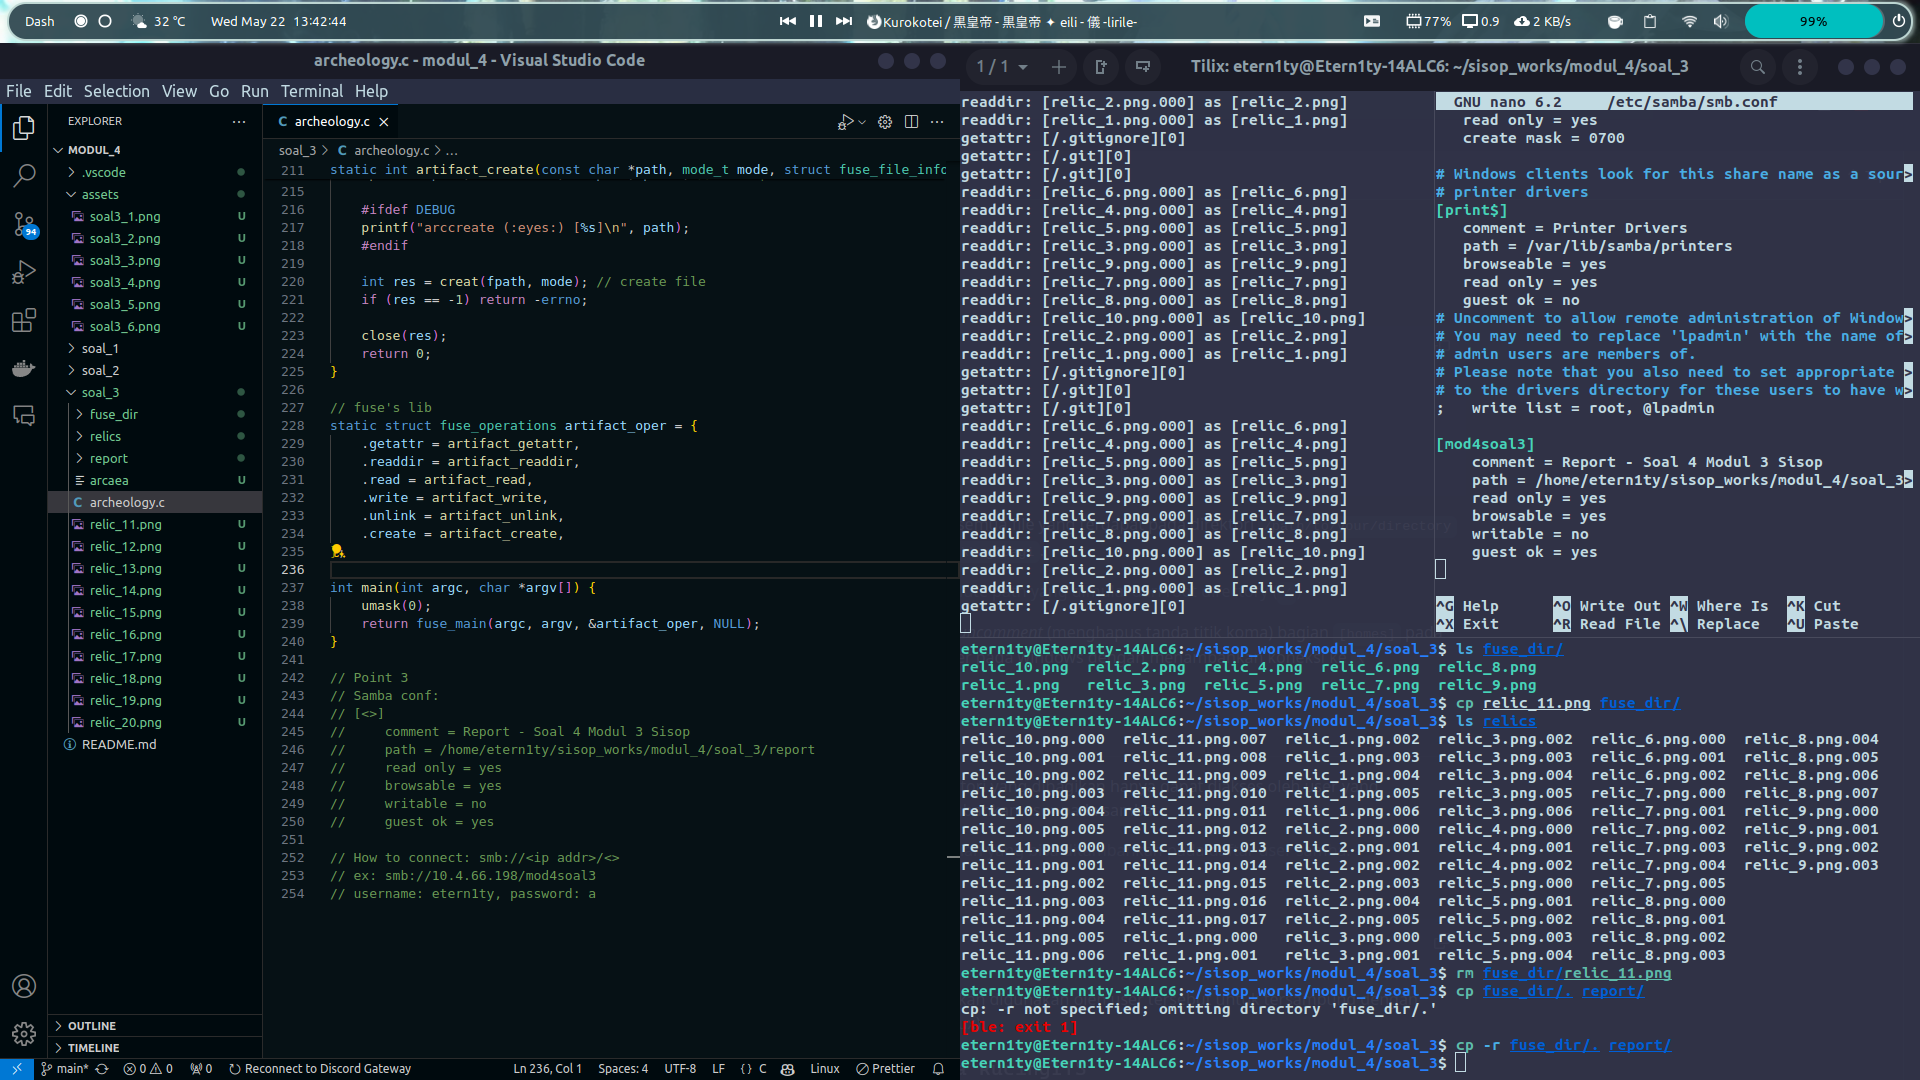 Dash
32 °C
Wed May 22 13:42:44
Kurokotei / 黒皇帝 - 黒皇帝 ✦ eili - 儀 -lirile-
77%
0.9
2 KB/s
99%
archeology.c - modul_4 - Visual Studio Code
File Edit Selection View Go Run Terminal Help
EXPLORER
MODUL_4
.vscode
assets
soal3_1.png U
soal3_2.png U
soal3_3.png U
soal3_4.png U
soal3_5.png U
soal3_6.png U
soal_1
soal_2
soal_3
fuse_dir
relics
report
arcaea U
archeology.c
relic_11.png U
relic_12.png U
relic_13.png U
relic_14.png U
relic_15.png U
relic_16.png U
relic_17.png U
relic_18.png U
relic_19.png U
relic_20.png U
README.md
OUTLINE
TIMELINE
94
C archeology.c
soal_3 > C archeology.c > ...
211 static int artifact_create(const char *path, mode_t mode, struct fuse_file_info
215
216 #ifdef DEBUG
217 printf("arccreate (:eyes:) [%s]\n", path);
218 #endif
219
220 int res = creat(fpath, mode); // create file
221 if (res == -1) return -errno;
222
223 close(res);
224 return 0;
225 }
226
227 // fuse's lib
228 static struct fuse_operations artifact_oper = {
229 .getattr = artifact_getattr,
230 .readdir = artifact_readdir,
231 .read = artifact_read,
232 .write = artifact_write,
233 .unlink = artifact_unlink,
234 .create = artifact_create,
235
236
237 int main(int argc, char *argv[]) {
238 umask(0);
239 return fuse_main(argc, argv, &artifact_oper, NULL);
240 }
241
242 // Point 3
243 // Samba conf:
244 // [<>]
245 // comment = Report - Soal 4 Modul 3 Sisop
246 // path = /home/etern1ty/sisop_works/modul_4/soal_3/report
247 // read only = yes
248 // browsable = yes
249 // writable = no
250 // guest ok = yes
251
252 // How to connect: smb://<ip addr>/<>
253 // ex: smb://10.4.66.198/mod4soal3
254 // username: etern1ty, password: a
main*
0 0
0
Reconnect to Discord Gateway
Ln 236, Col 1
Spaces: 4
UTF-8
LF
{ } C
Linux
Prettier
1 / 1
Tilix: etern1ty@Etern1ty-14ALC6: ~/sisop_works/modul_4/soal_3
readdir: [relic_2.png.000] as [relic_2.png]
readdir: [relic_1.png.000] as [relic_1.png]
getattr: [/.gitignore][0]
getattr: [/.git][0]
getattr: [/.git][0]
readdir: [relic_6.png.000] as [relic_6.png]
readdir: [relic_4.png.000] as [relic_4.png]
readdir: [relic_5.png.000] as [relic_5.png]
readdir: [relic_3.png.000] as [relic_3.png]
readdir: [relic_9.png.000] as [relic_9.png]
readdir: [relic_7.png.000] as [relic_7.png]
readdir: [relic_8.png.000] as [relic_8.png]
readdir: [relic_10.png.000] as [relic_10.png]
readdir: [relic_2.png.000] as [relic_2.png]
readdir: [relic_1.png.000] as [relic_1.png]
getattr: [/.gitignore][0]
getattr: [/.git][0]
getattr: [/.git][0]
readdir: [relic_6.png.000] as [relic_6.png]
readdir: [relic_4.png.000] as [relic_4.png]
readdir: [relic_5.png.000] as [relic_5.png]
readdir: [relic_3.png.000] as [relic_3.png]
readdir: [relic_9.png.000] as [relic_9.png]
readdir: [relic_7.png.000] as [relic_7.png]
readdir: [relic_8.png.000] as [relic_8.png]
readdir: [relic_10.png.000] as [relic_10.png]
readdir: [relic_2.png.000] as [relic_2.png]
readdir: [relic_1.png.000] as [relic_1.png]
getattr: [/.gitignore][0]
GNU nano 6.2 /etc/samba/smb.conf
read only = yes
create mask = 0700
# Windows clients look for this share name as a sour>
# printer drivers
[print$]
comment = Printer Drivers
path = /var/lib/samba/printers
browseable = yes
read only = yes
guest ok = no
# Uncomment to allow remote administration of Window>
# You may need to replace 'lpadmin' with the name of>
# admin users are members of.
# Please note that you also need to set appropriate >
# to the drivers directory for these users to have w>
; write list = root, @lpadmin
[mod4soal3]
comment = Report - Soal 4 Modul 3 Sisop
path = /home/etern1ty/sisop_works/modul_4/soal_3>
read only = yes
browsable = yes
writable = no
guest ok = yes
^G Help ^O Write Out ^W Where Is ^K Cut
^X Exit ^R Read File ^\ Replace ^U Paste
etern1ty@Etern1ty-14ALC6:~/sisop_works/modul_4/soal_3$ ls fuse_dir/
relic_10.png relic_2.png relic_4.png relic_6.png relic_8.png
relic_1.png relic_3.png relic_5.png relic_7.png relic_9.png
etern1ty@Etern1ty-14ALC6:~/sisop_works/modul_4/soal_3$ cp relic_11.png fuse_dir/
etern1ty@Etern1ty-14ALC6:~/sisop_works/modul_4/soal_3$ ls relics
relic_10.png.000 relic_11.png.007 relic_1.png.002 relic_3.png.002 relic_6.png.000 relic_8.png.004
relic_10.png.001 relic_11.png.008 relic_1.png.003 relic_3.png.003 relic_6.png.001 relic_8.png.005
relic_10.png.002 relic_11.png.009 relic_1.png.004 relic_3.png.004 relic_6.png.002 relic_8.png.006
relic_10.png.003 relic_11.png.010 relic_1.png.005 relic_3.png.005 relic_7.png.000 relic_8.png.007
relic_10.png.004 relic_11.png.011 relic_1.png.006 relic_3.png.006 relic_7.png.001 relic_9.png.000
relic_10.png.005 relic_11.png.012 relic_2.png.000 relic_4.png.000 relic_7.png.002 relic_9.png.001
relic_11.png.000 relic_11.png.013 relic_2.png.001 relic_4.png.001 relic_7.png.003 relic_9.png.002
relic_11.png.001 relic_11.png.014 relic_2.png.002 relic_4.png.002 relic_7.png.004 relic_9.png.003
relic_11.png.002 relic_11.png.015 relic_2.png.003 relic_5.png.000 relic_7.png.005
relic_11.png.003 relic_11.png.016 relic_2.png.004 relic_5.png.001 relic_8.png.000
relic_11.png.004 relic_11.png.017 relic_2.png.005 relic_5.png.002 relic_8.png.001
relic_11.png.005 relic_1.png.000 relic_3.png.000 relic_5.png.003 relic_8.png.002
relic_11.png.006 relic_1.png.001 relic_3.png.001 relic_5.png.004 relic_8.png.003
etern1ty@Etern1ty-14ALC6:~/sisop_works/modul_4/soal_3$ rm fuse_dir/relic_11.png
etern1ty@Etern1ty-14ALC6:~/sisop_works/modul_4/soal_3$ cp fuse_dir/. report/
cp: -r not specified; omitting directory 'fuse_dir/.'
[ble: exit 1]
etern1ty@Etern1ty-14ALC6:~/sisop_works/modul_4/soal_3$ cp -r fuse_dir/. report/
etern1ty@Etern1ty-14ALC6:~/sisop_works/modul_4/soal_3$